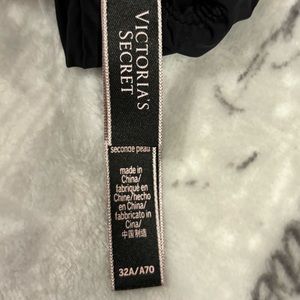 VICTORIA'S
SECRET
seconde peau
made in
China/
fabriqué en
Chine/hecho
en China/
fabbricato in
Cina/
中国制造
32A/A70